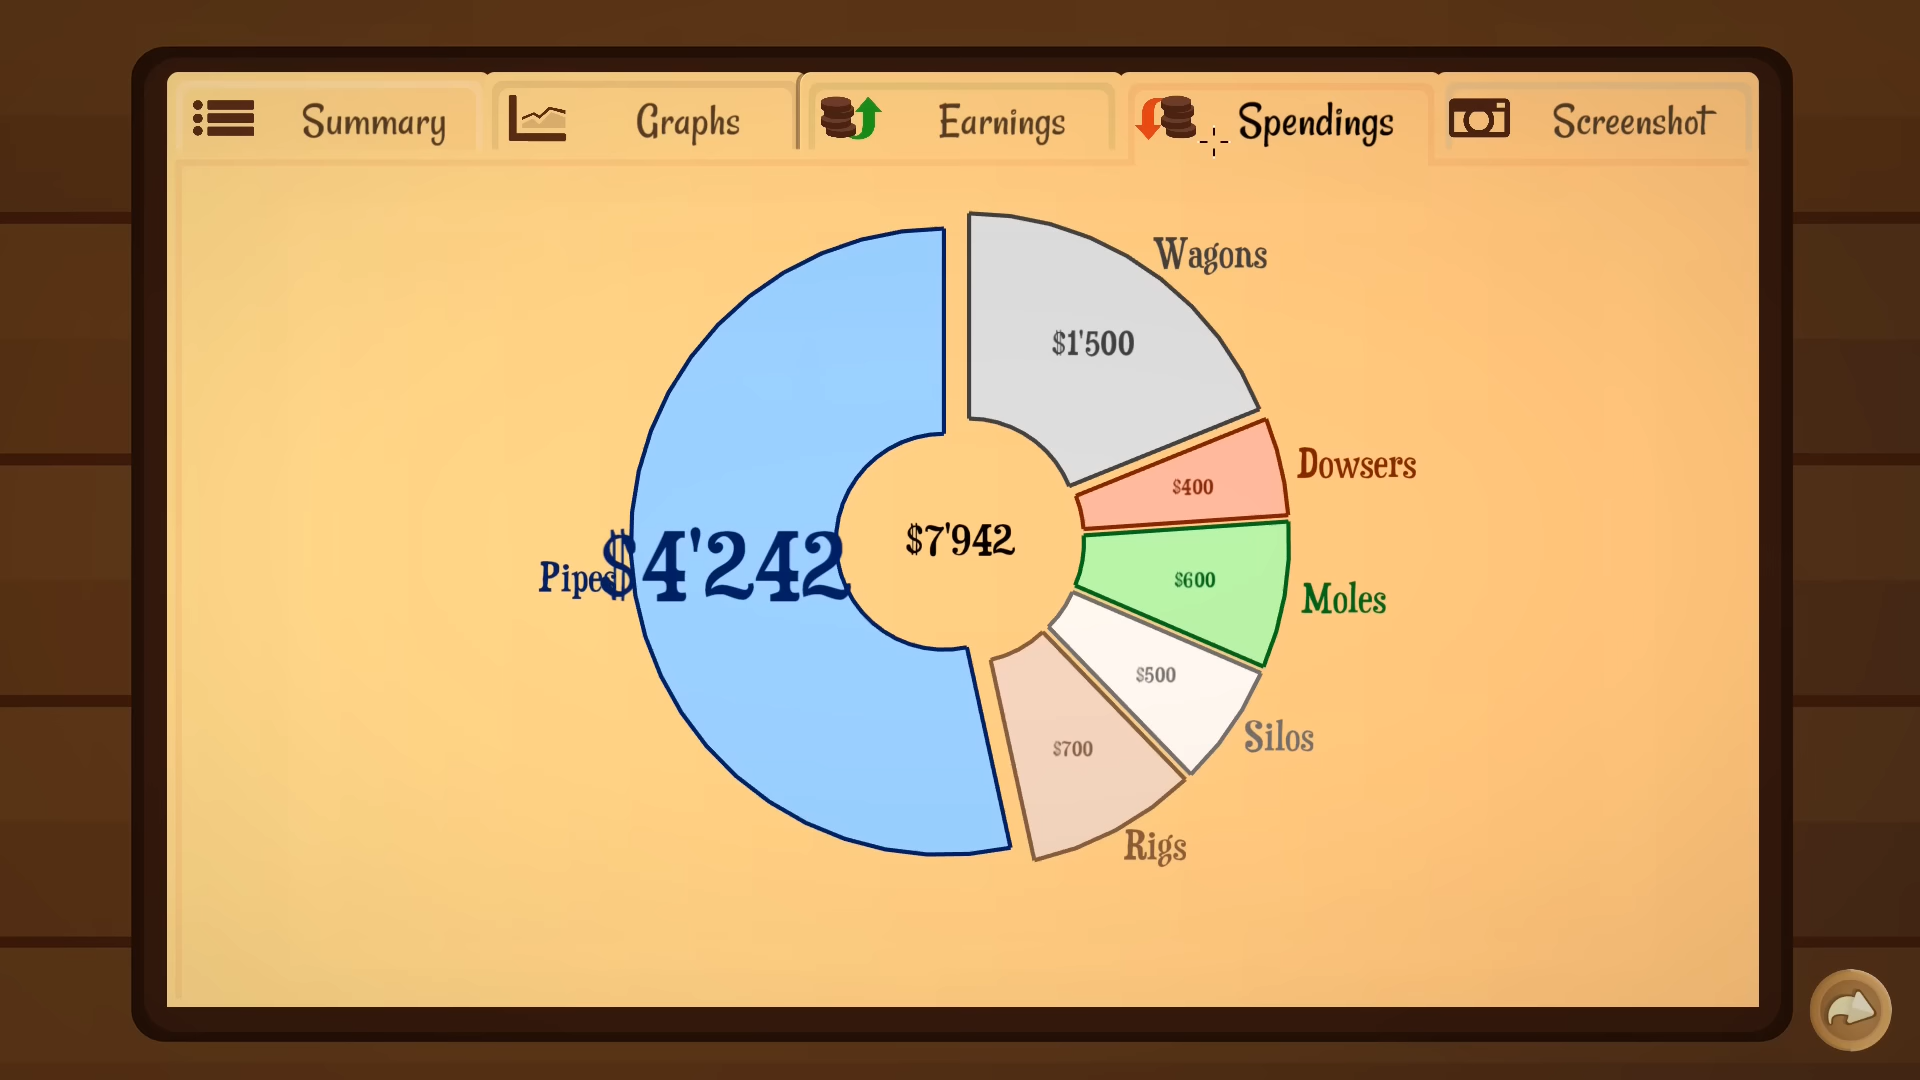 Summary
Graphs
Earnings
Spendings
Screenshot
Wagons
$1'500
Dowsers
$400
$7'942
Pipes
$4'242
$600
Moles
$500
Silos
$700
Rigs